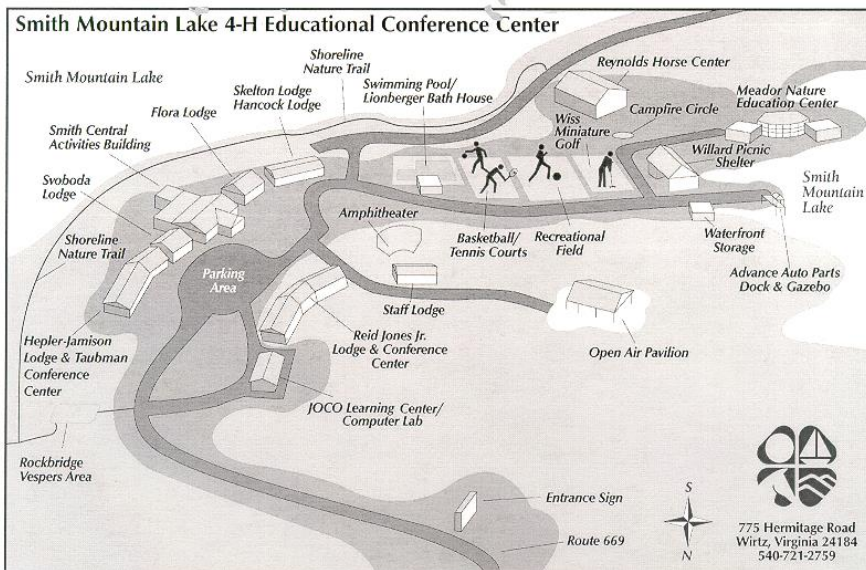 Smith Mountain Lake 4-H Educational Conference Center
Smith Mountain Lake
Shoreline
Nature Trail
Skelton Lodge
Hancock Lodge
Swimming Pool/
Lionberger Bath House
Reynolds Horse Center
Flora Lodge
Smith Central
Activities Building
Svoboda
Lodge
Shoreline
Nature Trail
Wiss
Miniature
Golf
Campfire Circle
Meador Nature
Education Center
Willard Picnic
Shelter
Smith
Mountain
Lake
Amphitheater
Basketball/
Tennis Courts
Recreational
Field
Waterfront
Storage
Advance Auto Parts
Dock & Gazebo
Parking
Area
Staff Lodge
Open Air Pavilion
Hepler-Jamison
Lodge & Taubman
Conference
Center
Reid Jones Jr.
Lodge & Conference
Center
JOCO Learning Center/
Computer Lab
Rockbridge
Vespers Area
Entrance Sign
Route 669
S
N
775 Hermitage Road
Wirtz, Virginia 24184
540-721-2759